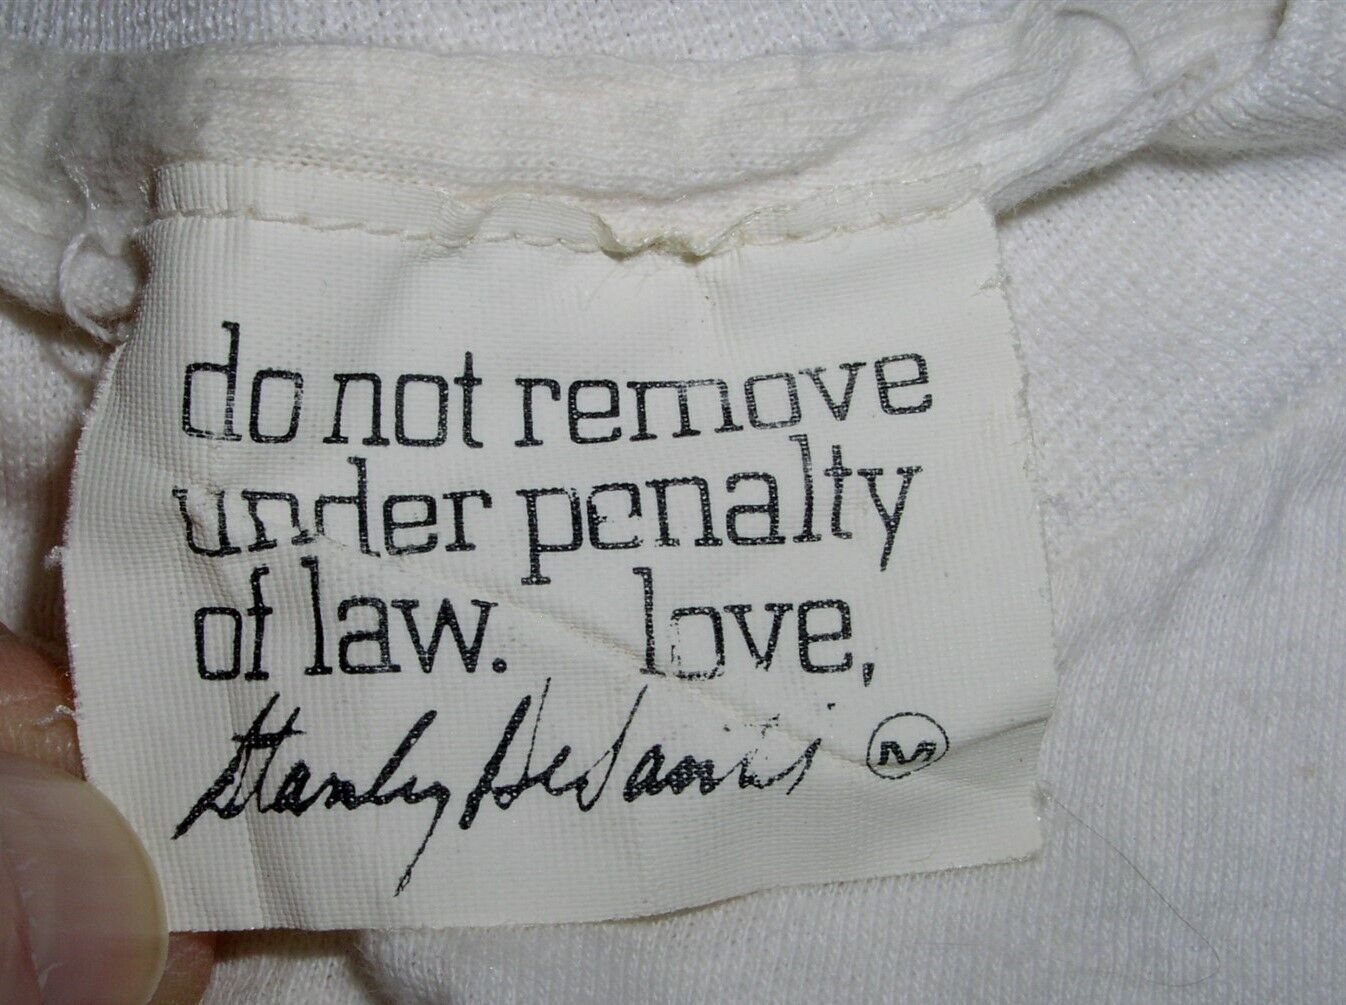 do not remove
under penalty
of law. love,
Stanley DeSantis M